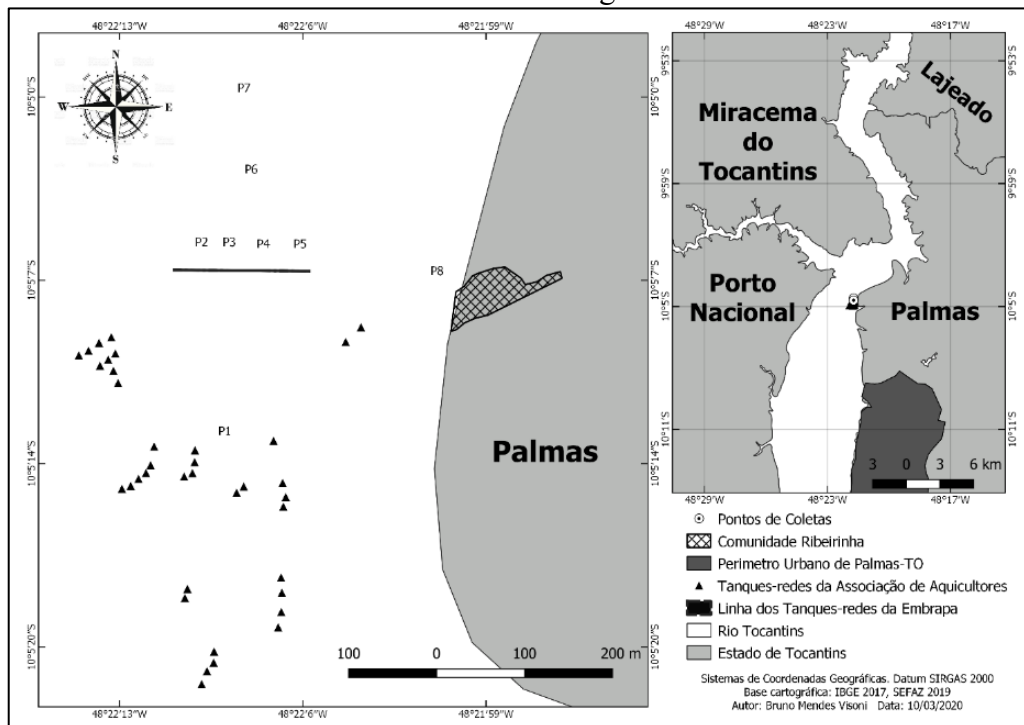 48°22'13"W 48°22'6"W 48°21'59"W
N
W E
S
10°5'0"S
10°5'7"S
10°5'14"S
10°5'20"S
P7
P6
P2 P3 P4 P5
P8
P1
Palmas
100 0 100 200 m
48°22'13"W 48°22'6"W 48°21'59"W
48°29'W 48°23'W 48°17'W
9°53'S
9°59'S
10°5'S
10°11'S
Lajeado
Miracema
do
Tocantins
Porto
Nacional
Palmas
3 0 3 6 km
48°29'W 48°23'W 48°17'W
Pontos de Coletas
Comunidade Ribeirinha
Perimetro Urbano de Palmas-TO
Tanques-redes da Associação de Aquicultores
Linha dos Tanques-redes da Embrapa
Rio Tocantins
Estado de Tocantins
Sistemas de Coordenadas Geográficas. Datum SIRGAS 2000
Base cartográfica: IBGE 2017, SEFAZ 2019
Autor: Bruno Mendes Visoni Data: 10/03/2020